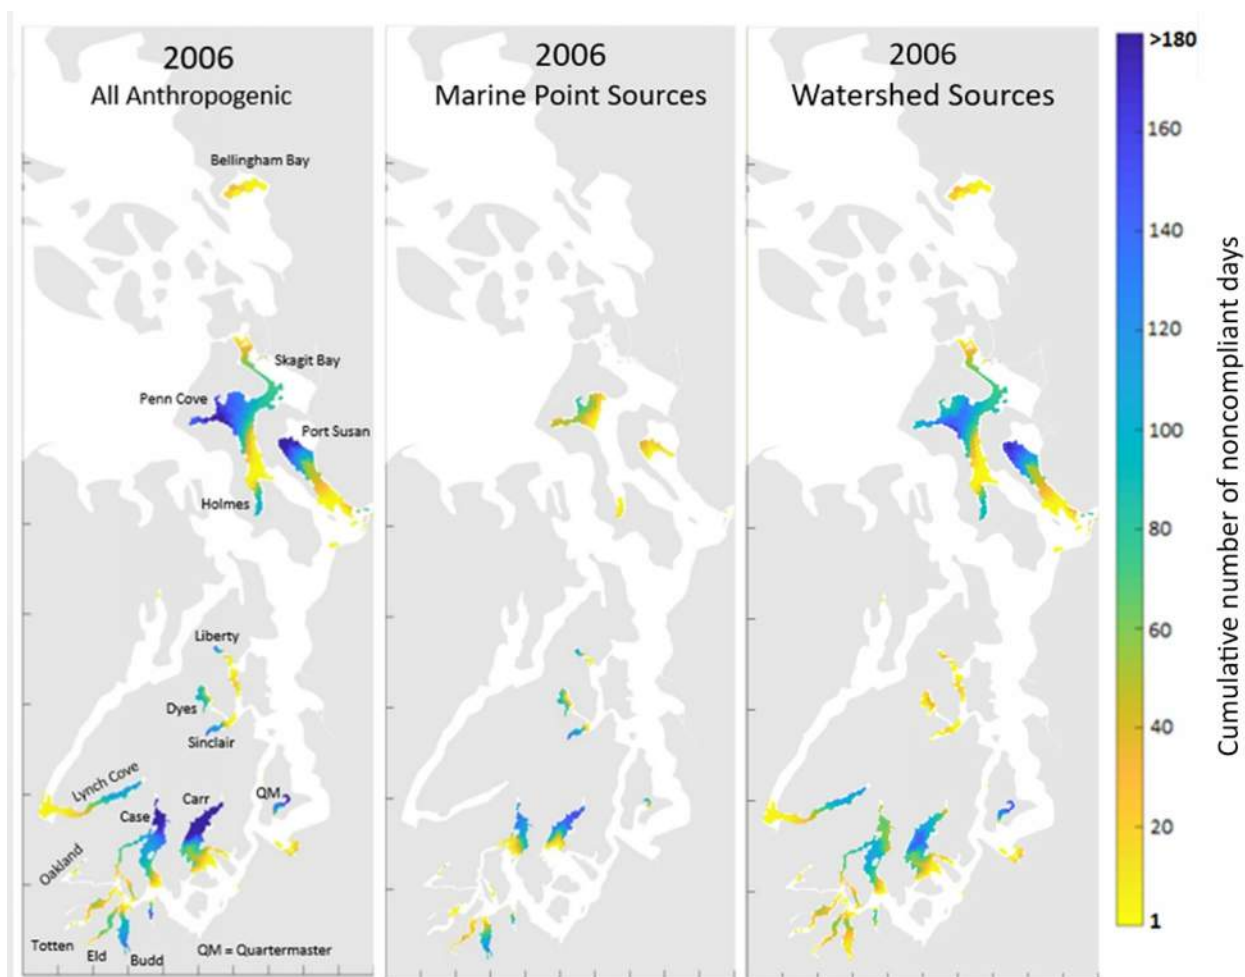 2006
All Anthropogenic
Bellingham Bay
Skagit Bay
Penn Cove
Port Susan
Holmes
Liberty
Dyes
Sinclair
Lynch Cove
Case
Carr
QM
Oakland
Totten
Eld
Budd
QM = Quartermaster
2006
Marine Point Sources
2006
Watershed Sources
>180
160
140
120
100
80
60
40
20
1
Cumulative number of noncompliant days